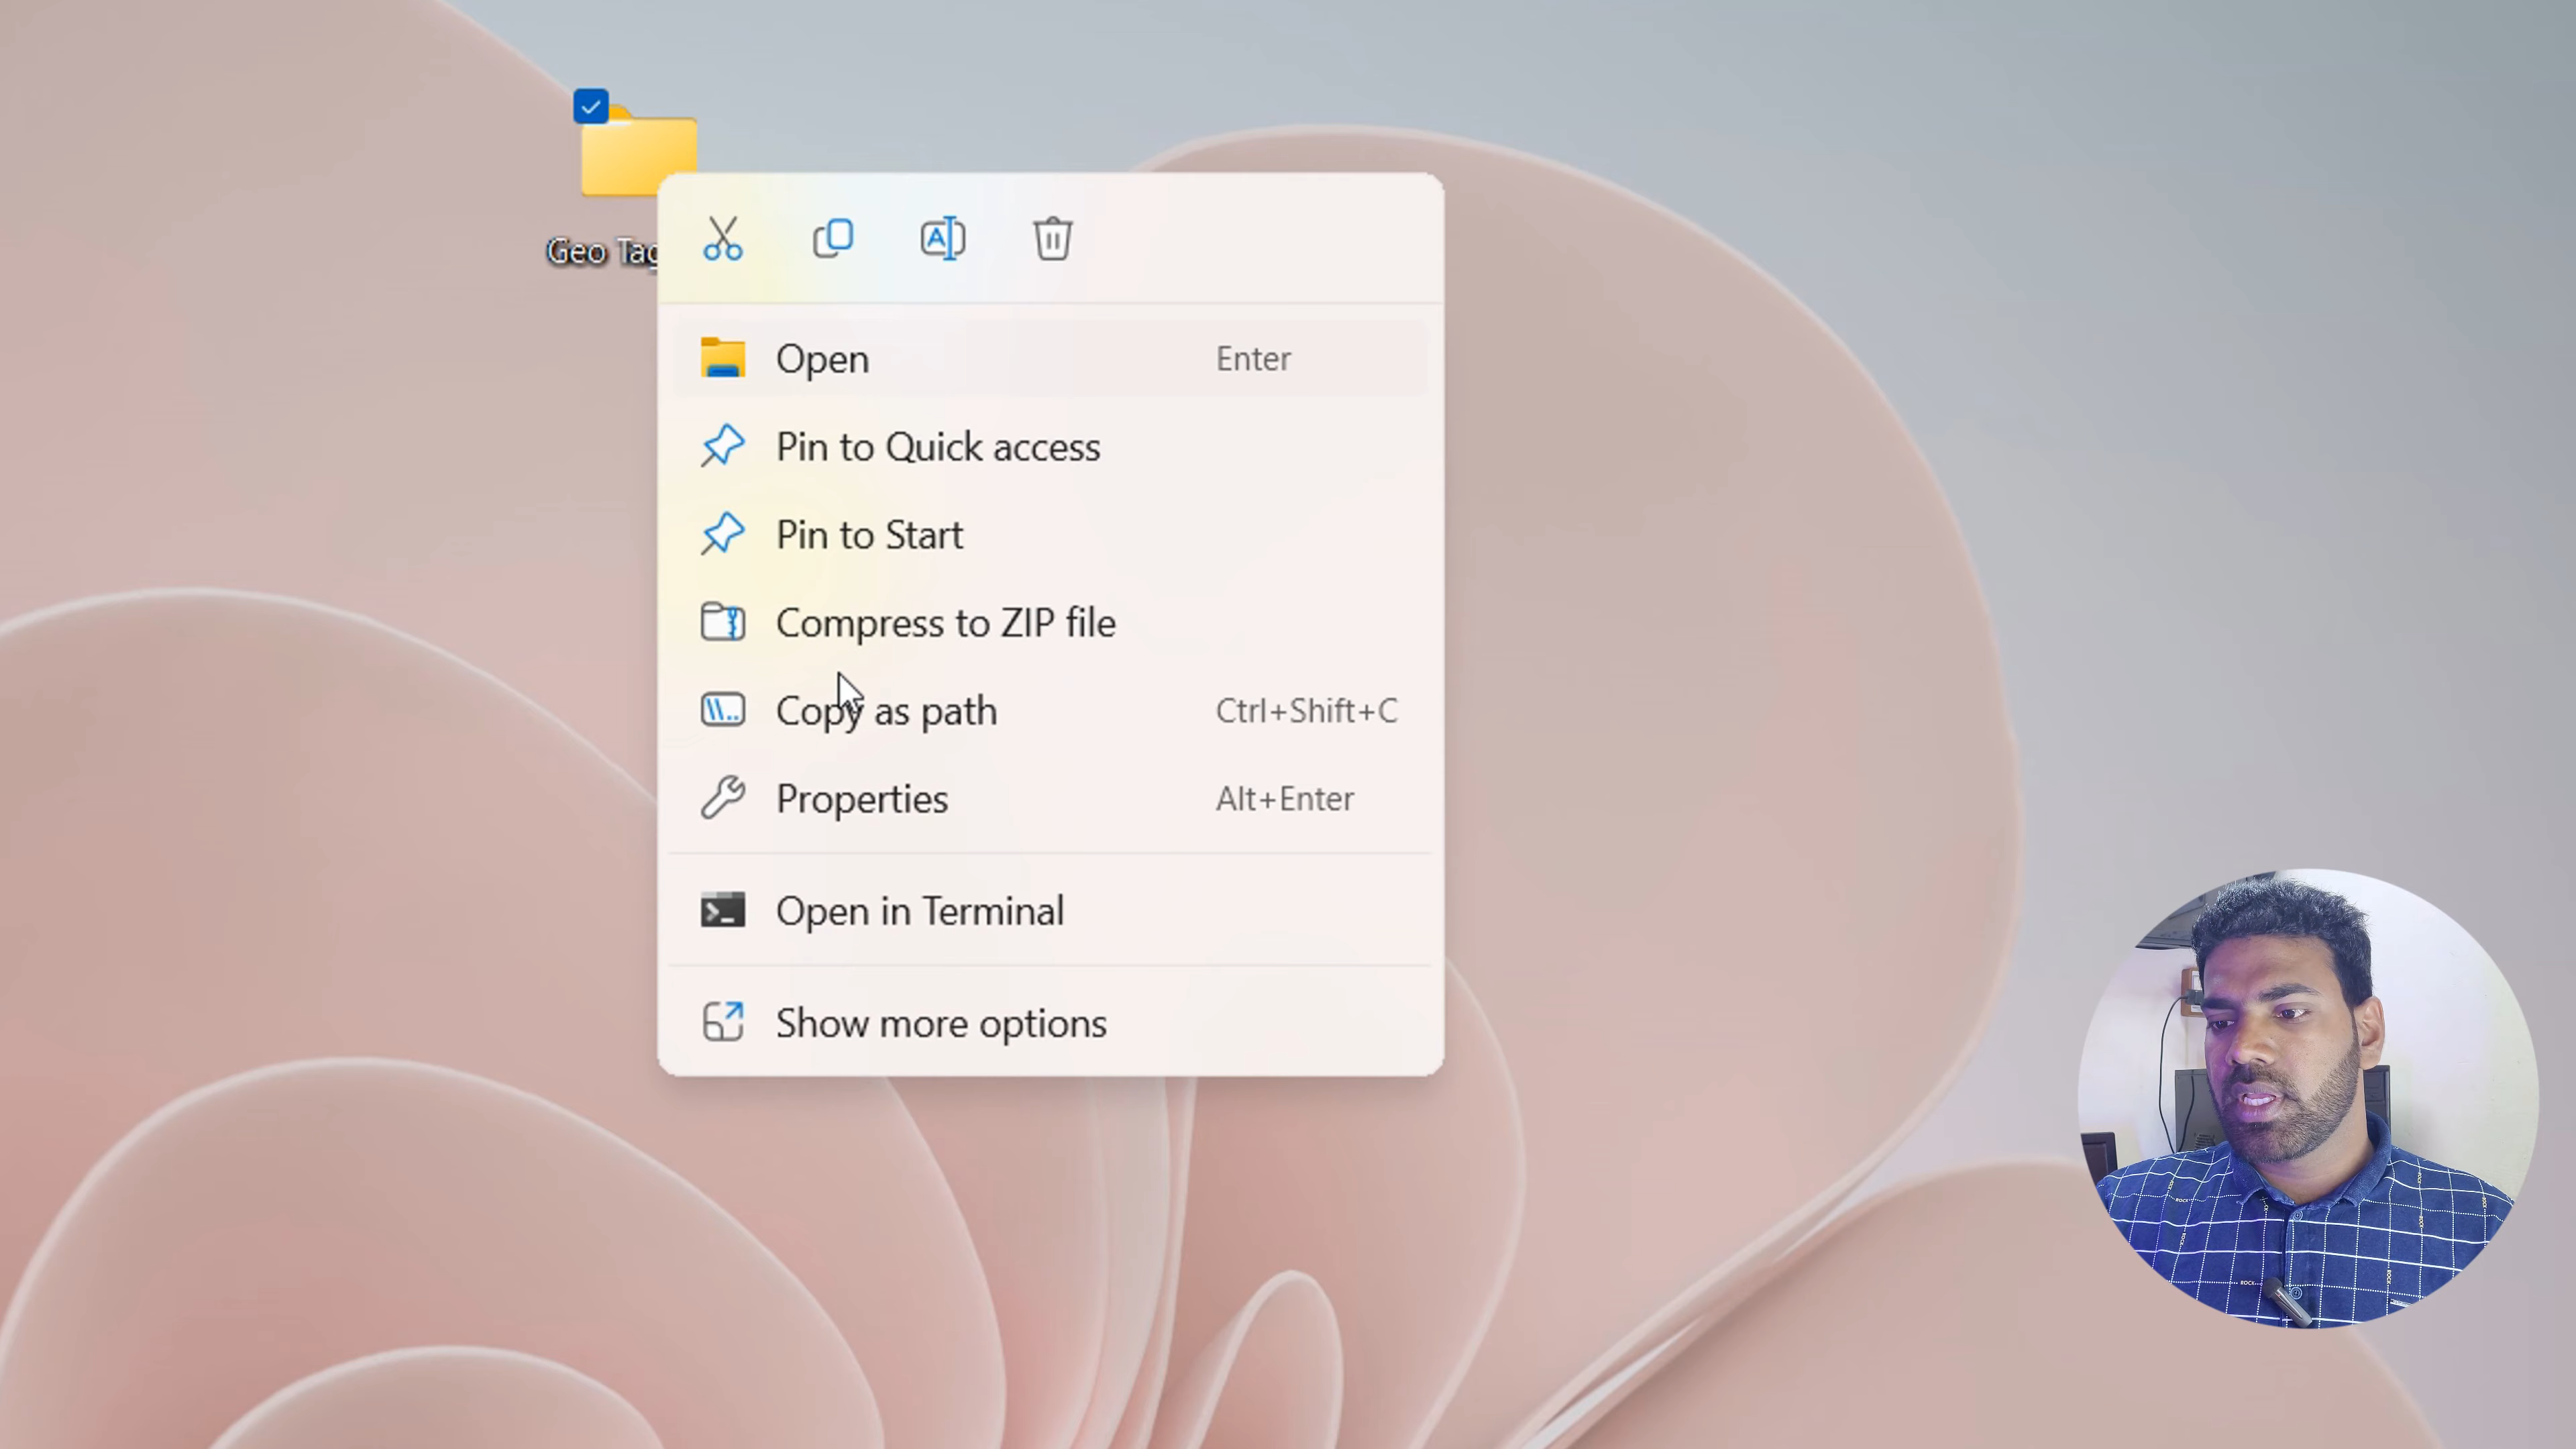 Geo Tag
Open Enter
Pin to Quick access
Pin to Start
Compress to ZIP file
Copy as path Ctrl+Shift+C
Properties Alt+Enter
Open in Terminal
Show more options
ROCK